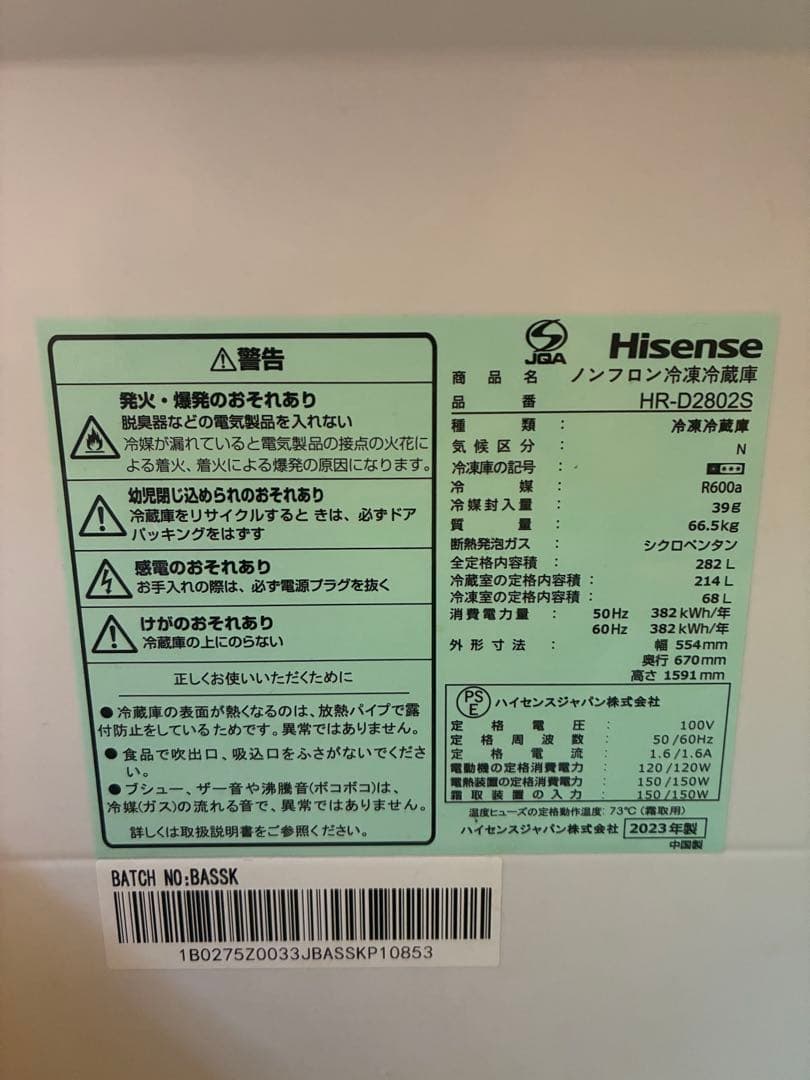 ⚠警告
発火・爆発のおそれあり
脱臭器などの電気製品を入れない
冷媒が漏れていると電気製品の接点の火花に
よる着火、着火による爆発の原因になります。
幼児閉じ込められのおそれあり
冷蔵庫をリサイクルすると きは、必ずドア
パッキングをはずす
感電のおそれあり
お手入れの際は、必ず電源プラグを抜く
けがのおそれあり
冷蔵庫の上にのらない
正しくお使いいただくために
●冷蔵庫の表面が熱くなるのは、放熱パイプで露
付防止をしているためです。異常ではありません。
●食品で吹出口、吸込口をふさがないでくださ
い。
●ブシュー、ザー音や沸騰音(ボコボコ)は、
冷媒(ガス)の流れる音で、異常ではありません。
詳しくは取扱説明書をご参照ください。
JQA Hisense
商品名 ノンフロン冷凍冷蔵庫
品番 HR-D2802S
種類: 冷凍冷蔵庫
気候区分: N
冷凍庫の記号: ****
冷媒: R600a
冷媒封入量: 39g
質量: 66.5kg
断熱発泡ガス: シクロペンタン
全定格内容積: 282L
冷蔵室の定格内容積: 214L
冷凍室の定格内容積: 68L
消費電力量: 50Hz 382kWh/年
60Hz 382kWh/年
外形寸法: 幅 554mm
奥行 670mm
高さ 1591mm
PSE ハイセンスジャパン株式会社
定格電圧: 100V
定格周波数: 50/60Hz
定格電流: 1.6/1.6A
電動機の定格消費電力: 120/120W
電熱装置の定格消費電力: 150/150W
霜取装置の入力: 150/150W
温度ヒューズの定格動作温度: 73℃(霜取用)
ハイセンスジャパン株式会社 2023年製
中国製
BATCH NO:BASSK
1B0275Z0033JBASSKP10853